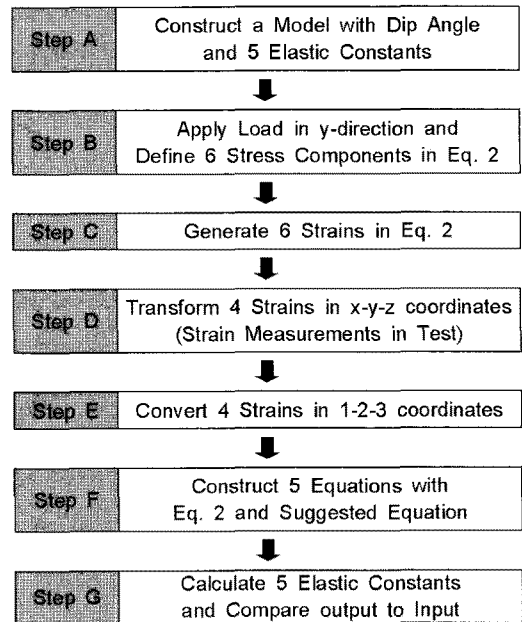 Step A
Construct a Model with Dip Angle
and 5 Elastic Constants
Step B
Apply Load in y-direction and
Define 6 Stress Components in Eq. 2
Step C
Generate 6 Strains in Eq. 2
Step D
Transform 4 Strains in x-y-z coordinates
(Strain Measurements in Test)
Step E
Convert 4 Strains in 1-2-3 coordinates
Step F
Construct 5 Equations with
Eq. 2 and Suggested Equation
Step G
Calculate 5 Elastic Constants
and Compare output to Input